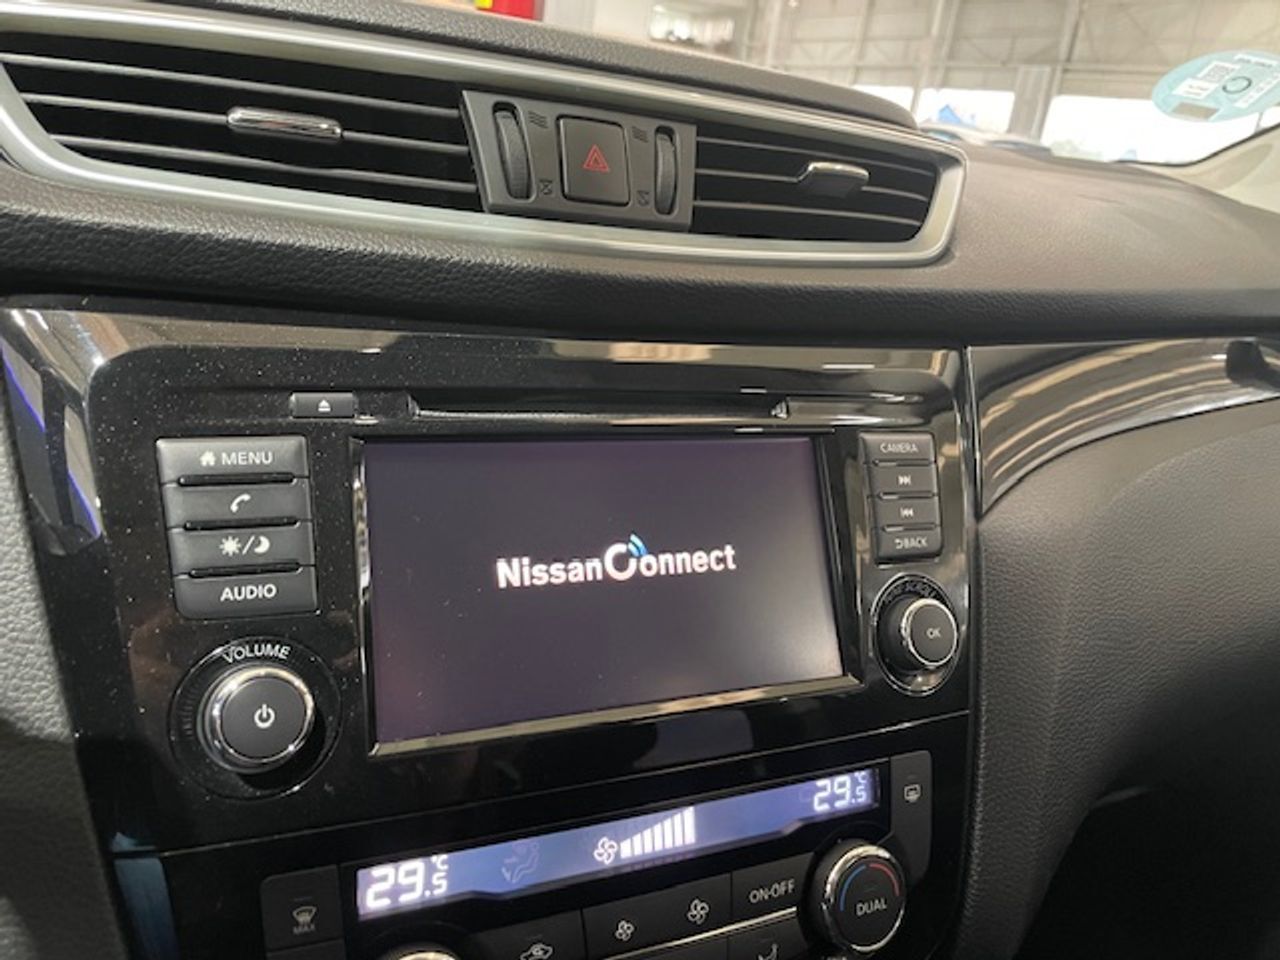 MENU
AUDIO
VOLUME
NissanConnect
CAMERA
BACK
OK
29.5°C
29.5°C
MAX
ON·OFF
DUAL